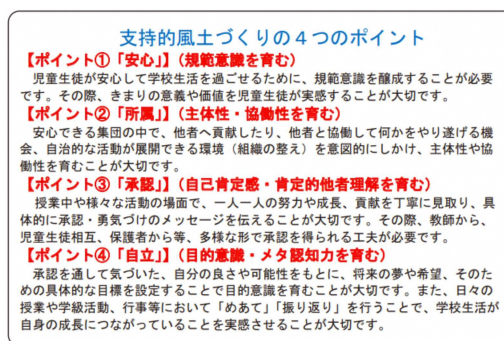 支持的風土づくりの４つのポイント
【ポイント①「安心」】（規範意識を育む）
児童生徒が安心して学校生活を過ごせるために、規範意識を醸成することが必要
です。その際、きまりの意義や価値を児童生徒が実感することが大切です。
【ポイント②「所属」】（主体性・協働性を育む）
安心できる集団の中で、他者へ貢献したり、他者と協働して何かをやり遂げる機
会、自治的な活動が展開できる環境（組織の整え）を意図的にしかけ、主体性や協
働性を育むことが大切です。
【ポイント③「承認」】（自己肯定感・肯定的他者理解を育む）
授業中や様々な活動の場面で、一人一人の努力や成長、貢献を丁寧に見取り、具
体的に承認・勇気づけのメッセージを伝えることが大切です。その際、教師から、
児童生徒相互、保護者から等、多様な形で承認を得られる工夫が必要です。
【ポイント④「自立」】（目的意識・メタ認知力を育む）
承認を通して気づいた、自分の良さや可能性をもとに、将来の夢や希望、そのため
の具体的な目標を設定することで目的意識を育むことが大切です。また、日々の
授業や学級活動、行事等において「めあて」「振り返り」を行うことで、学校生活が
自身の成長につながっていることを実感させることが大切です。